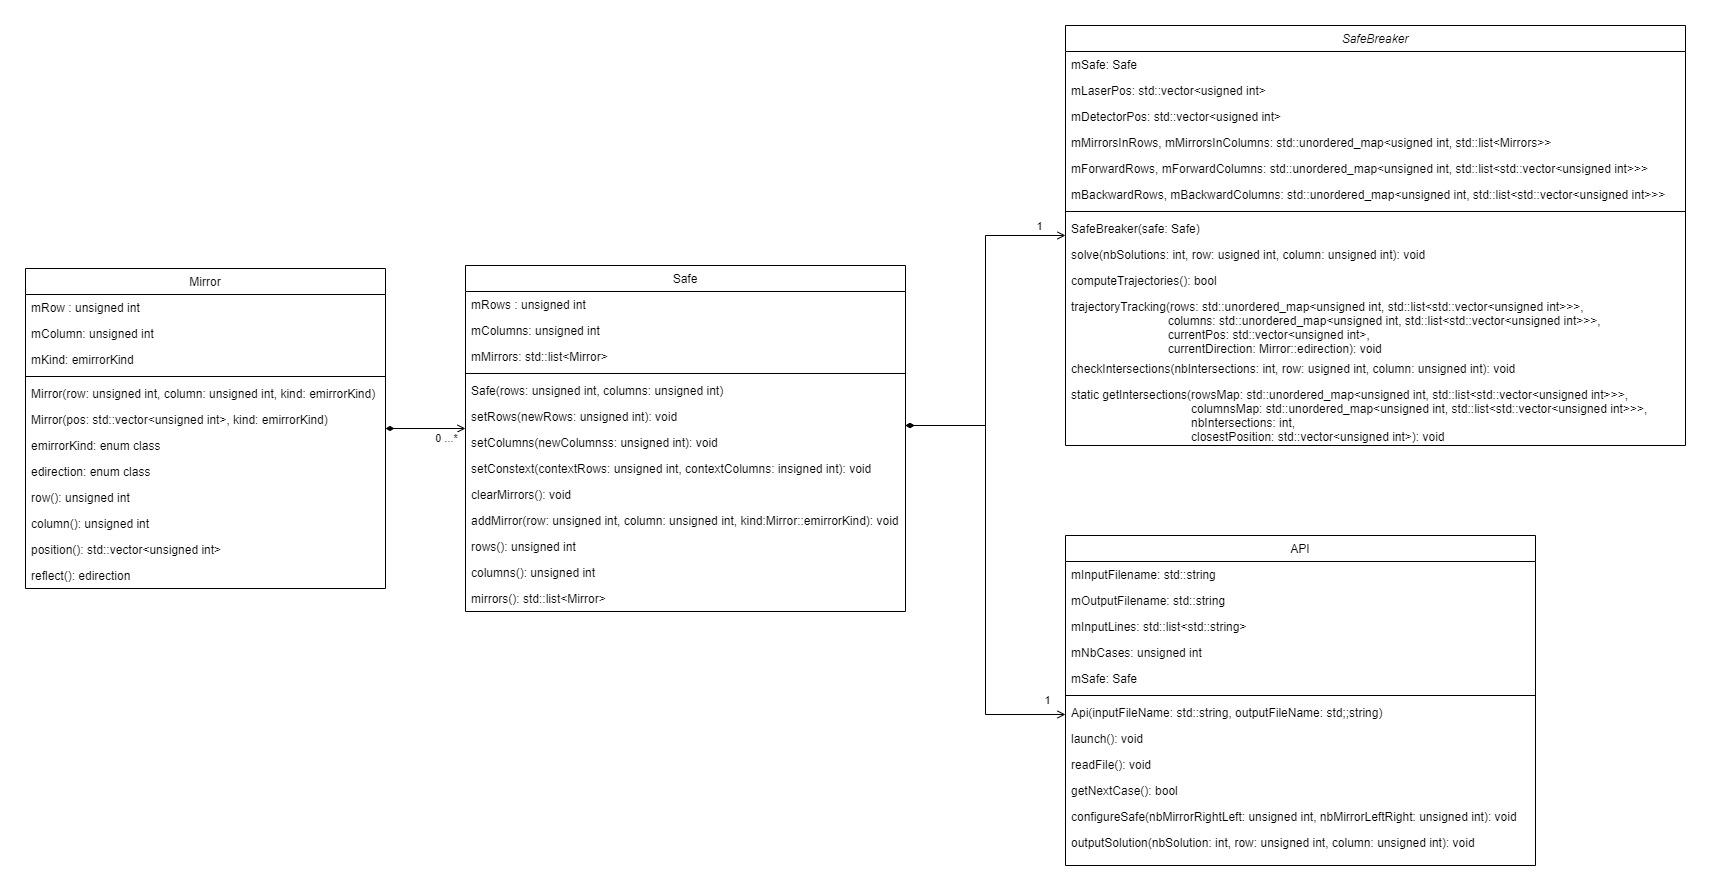 Mirror
mRow : unsigned int
mColumn: unsigned int
mKind: emirrorKind
Mirror(row: unsigned int, column: unsigned int, kind: emirrorKind)
Mirror(pos: std::vector<unsigned int>, kind: emirrorKind)
emirrorKind: enum class
edirection: enum class
row(): unsigned int
column(): unsigned int
position(): std::vector<unsigned int>
reflect(): edirection
0 ...*
Safe
mRows : unsigned int
mColumns: unsigned int
mMirrors: std::list<Mirror>
Safe(rows: unsigned int, columns: unsigned int)
setRows(newRows: unsigned int): void
setColumns(newColumnss: unsigned int): void
setConstext(contextRows: unsigned int, contextColumns: insigned int): void
clearMirrors(): void
addMirror(row: unsigned int, column: unsigned int, kind:Mirror::emirrorKind): void
rows(): unsigned int
columns(): unsigned int
mirrors(): std::list<Mirror>
1
SafeBreaker
mSafe: Safe
mLaserPos: std::vector<usigned int>
mDetectorPos: std::vector<usigned int>
mMirrorsInRows, mMirrorsInColumns: std::unordered_map<usigned int, std::list<Mirrors>>
mForwardRows, mForwardColumns: std::unordered_map<usigned int, std::list<std::vector<unsigned int>>>
mBackwardRows, mBackwardColumns: std::unordered_map<unsigned int, std::list<std::vector<unsigned int>>>
SafeBreaker(safe: Safe)
solve(nbSolutions: int, row: usigned int, column: unsigned int): void
computeTrajectories(): bool
trajectoryTracking(rows: std::unordered_map<unsigned int, std::list<std::vector<unsigned int>>>,
columns: std::unordered_map<unsigned int, std::list<std::vector<unsigned int>>>,
currentPos: std::vector<unsigned int>,
currentDirection: Mirror::edirection): void
checkIntersections(nbIntersections: int, row: usigned int, column: unsigned int): void
static getIntersections(rowsMap: std::unordered_map<unsigned int, std::list<std::vector<unsigned int>>>,
columnsMap: std::unordered_map<unsigned int, std::list<std::vector<unsigned int>>>,
nbIntersections: int,
closestPosition: std::vector<unsigned int>): void
1
API
mInputFilename: std::string
mOutputFilename: std::string
mInputLines: std::list<std::string>
mNbCases: unsigned int
mSafe: Safe
Api(inputFileName: std::string, outputFileName: std;;string)
launch(): void
readFile(): void
getNextCase(): bool
configureSafe(nbMirrorRightLeft: unsigned int, nbMirrorLeftRight: unsigned int): void
outputSolution(nbSolution: int, row: unsigned int, column: unsigned int): void